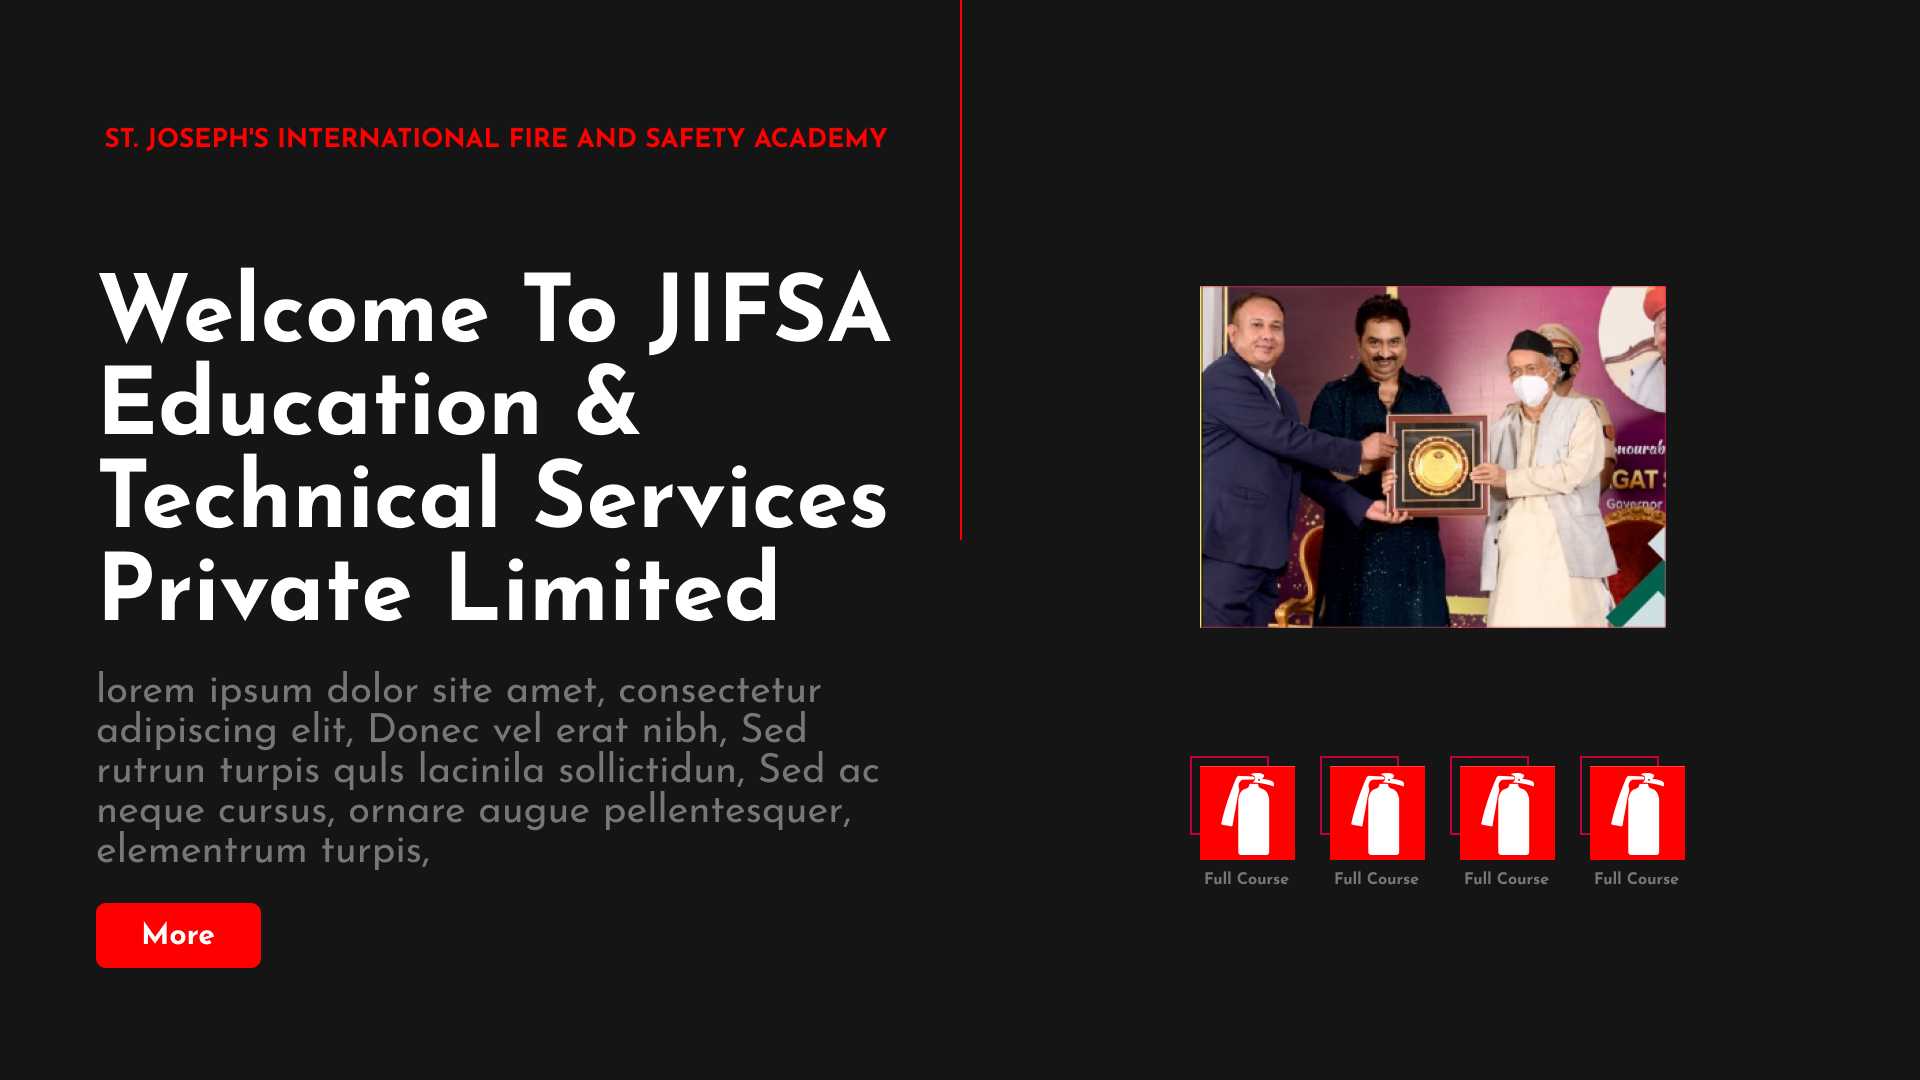 ST. JOSEPH'S INTERNATIONAL FIRE AND SAFETY ACADEMY
Welcome To JIFSA
Education &
Technical Services
Private Limited
lorem ipsum dolor site amet, consectetur
adipiscing elit, Donec vel erat nibh, Sed
rutrun turpis quls lacinila sollictidun, Sed ac
neque cursus, ornare augue pellentesquer,
elementrum turpis,
More
nourab
GAT S
Governor
Full Course
Full Course
Full Course
Full Course